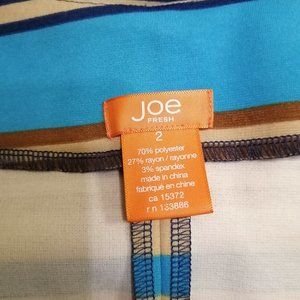 Joe
FRESH
2
70% polyester
27% rayon / rayonne
3% spandex
made in china
fabriqué en chine
ca 15372
rn 133886